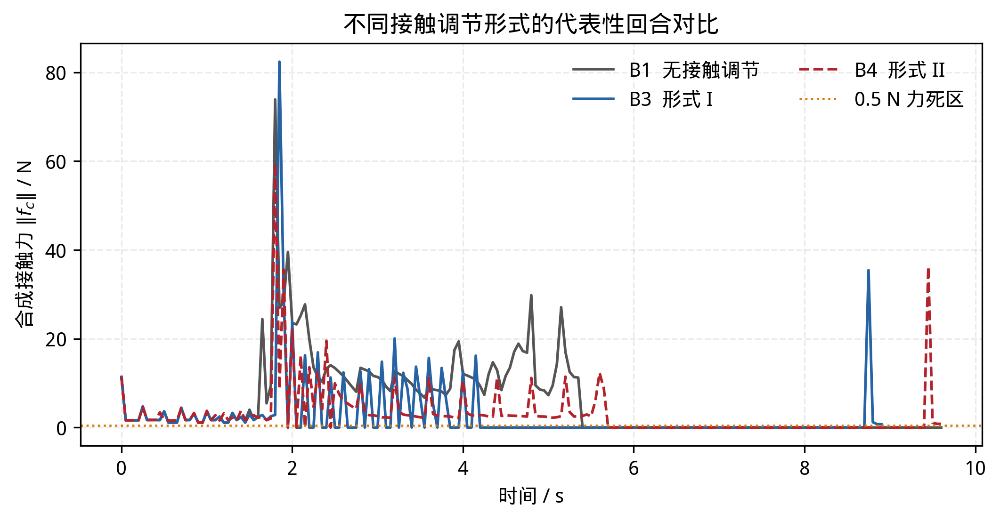 不同接触调节形式的代表性回合对比
B1 无接触调节
B3 形式 I
B4 形式 II
0.5 N 力死区
合成接触力 ‖f_c‖ / N
80
60
40
20
0
0 2 4 6 8 10
时间 / s